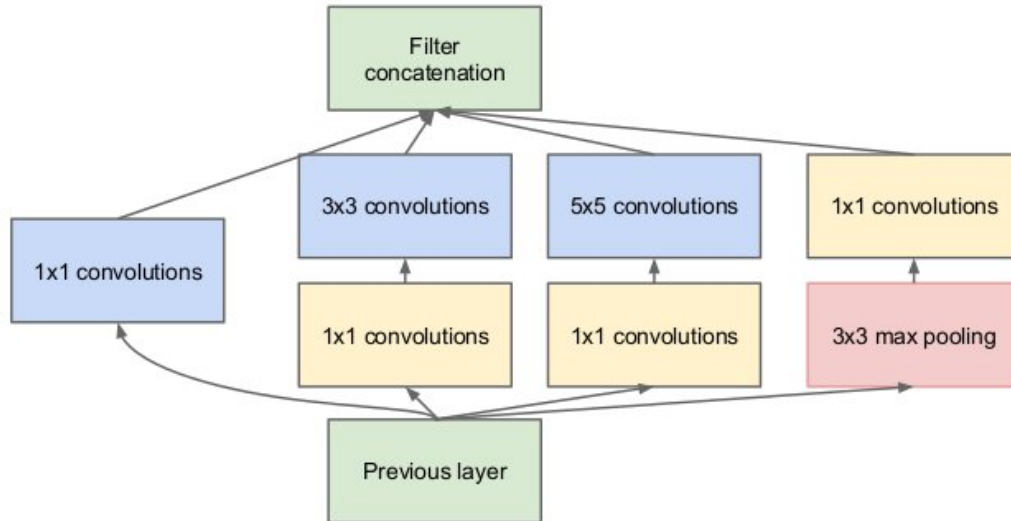 Filter
concatenation
3x3 convolutions
5x5 convolutions
1x1 convolutions
1x1 convolutions
1x1 convolutions
1x1 convolutions
3x3 max pooling
Previous layer